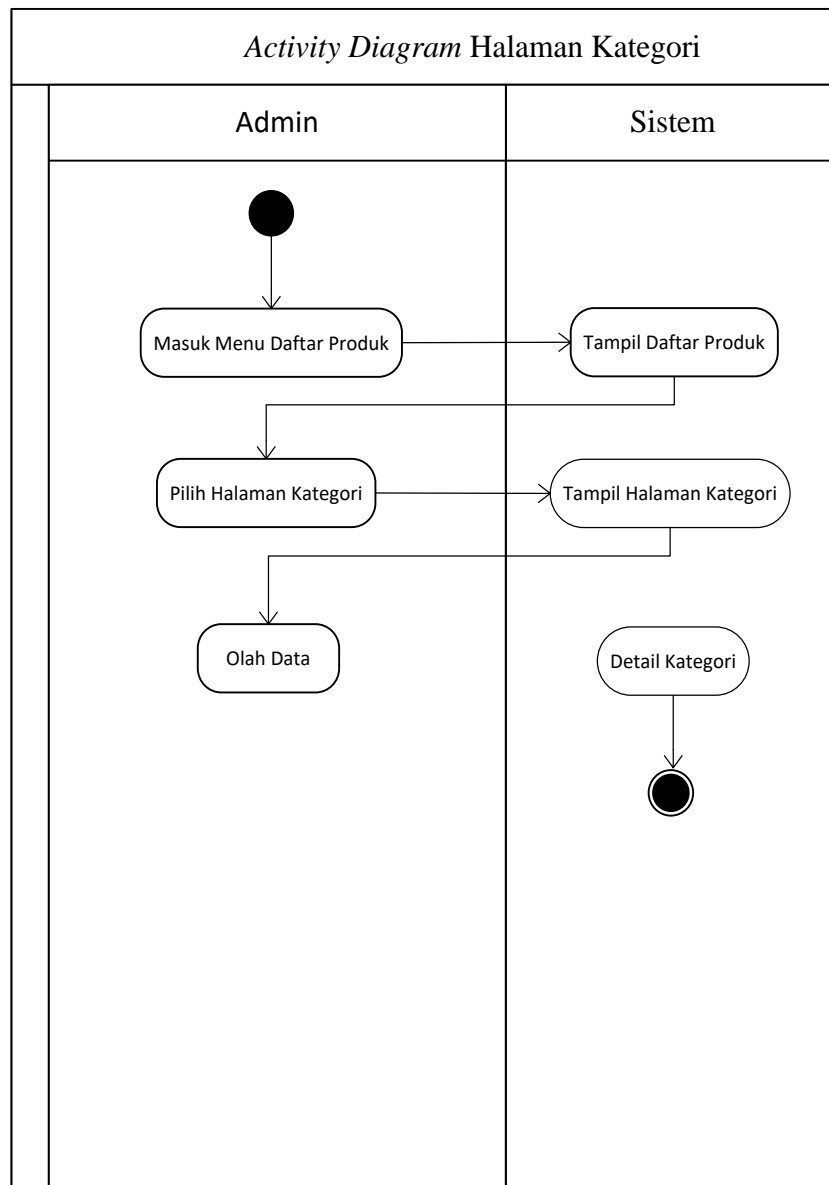 Activity Diagram Halaman Kategori
Admin
Sistem
Masuk Menu Daftar Produk
Tampil Daftar Produk
Pilih Halaman Kategori
Tampil Halaman Kategori
Olah Data
Detail Kategori